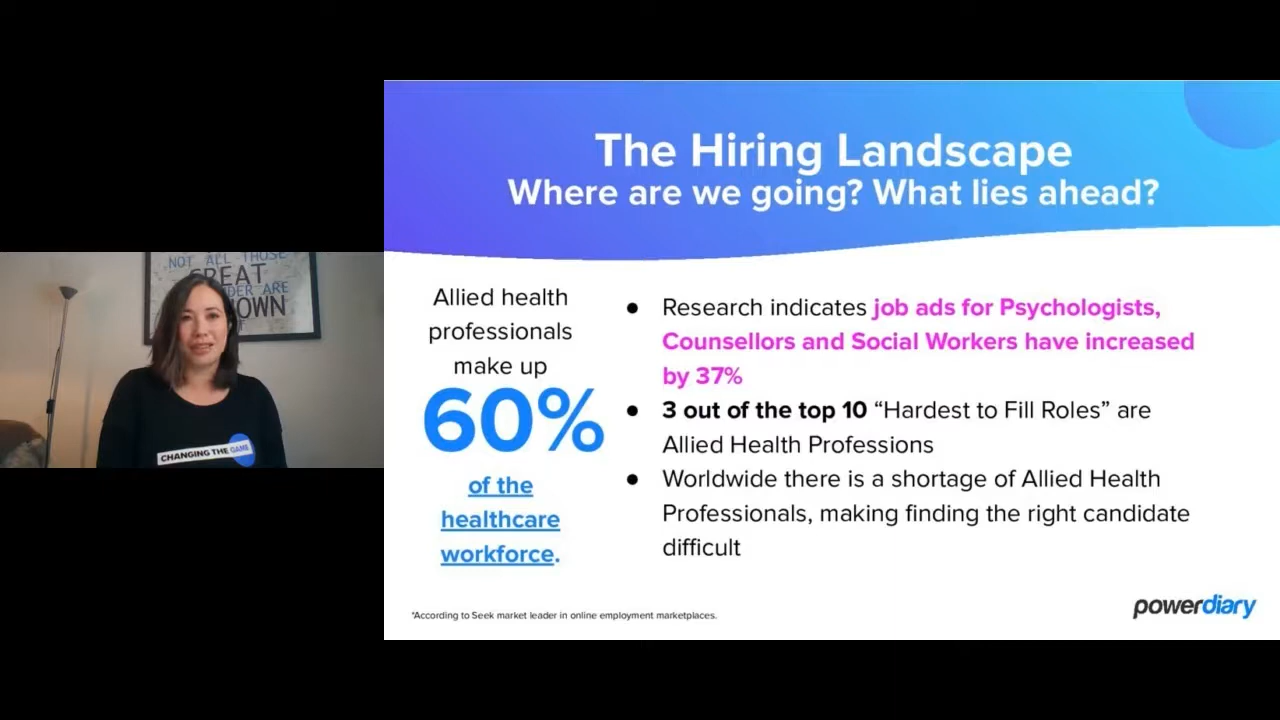 The Hiring Landscape
Where are we going? What lies ahead?
NOT ALL THOSE
GREAT
ARE
CHANGING THE GAME
Allied health
professionals
make up
60%
of the
healthcare
workforce.
● Research indicates job ads for Psychologists,
Counsellors and Social Workers have increased
by 37%
● 3 out of the top 10 “Hardest to Fill Roles” are
Allied Health Professions
● Worldwide there is a shortage of Allied Health
Professionals, making finding the right candidate
difficult
*According to Seek market leader in online employment marketplaces.
powerdiary